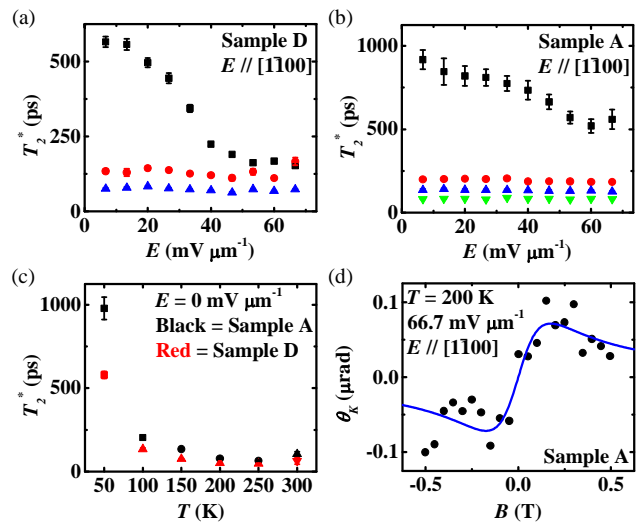 (a)
Sample D
E // [11̄00]
T₂* (ps)
500
250
0
0 20 40 60
E (mV μm⁻¹)
(b)
Sample A
E // [11̄00]
T₂* (ps)
1000
500
0
0 20 40 60
E (mV μm⁻¹)
(c)
E = 0 mV μm⁻¹
Black = Sample A
Red = Sample D
T₂* (ps)
1000
500
0
50 100 150 200 250 300
T (K)
(d)
T = 200 K
66.7 mV μm⁻¹
E // [11̄00]
Sample A
θ_K (μrad)
0.1
0.0
-0.1
-0.5 0.0 0.5
B (T)